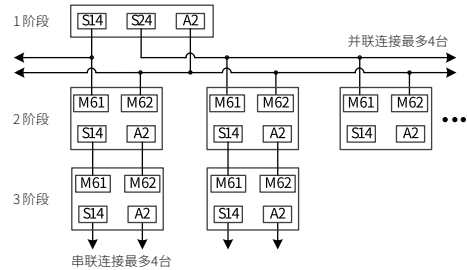 1阶段 S14 S24 A2
并联连接最多4台
M61 M62 M61 M62 M61 M62
2阶段 S14 A2 S14 A2 S14 A2
M61 M62 M61 M62
3阶段 S14 A2 S14 A2
串联连接最多4台